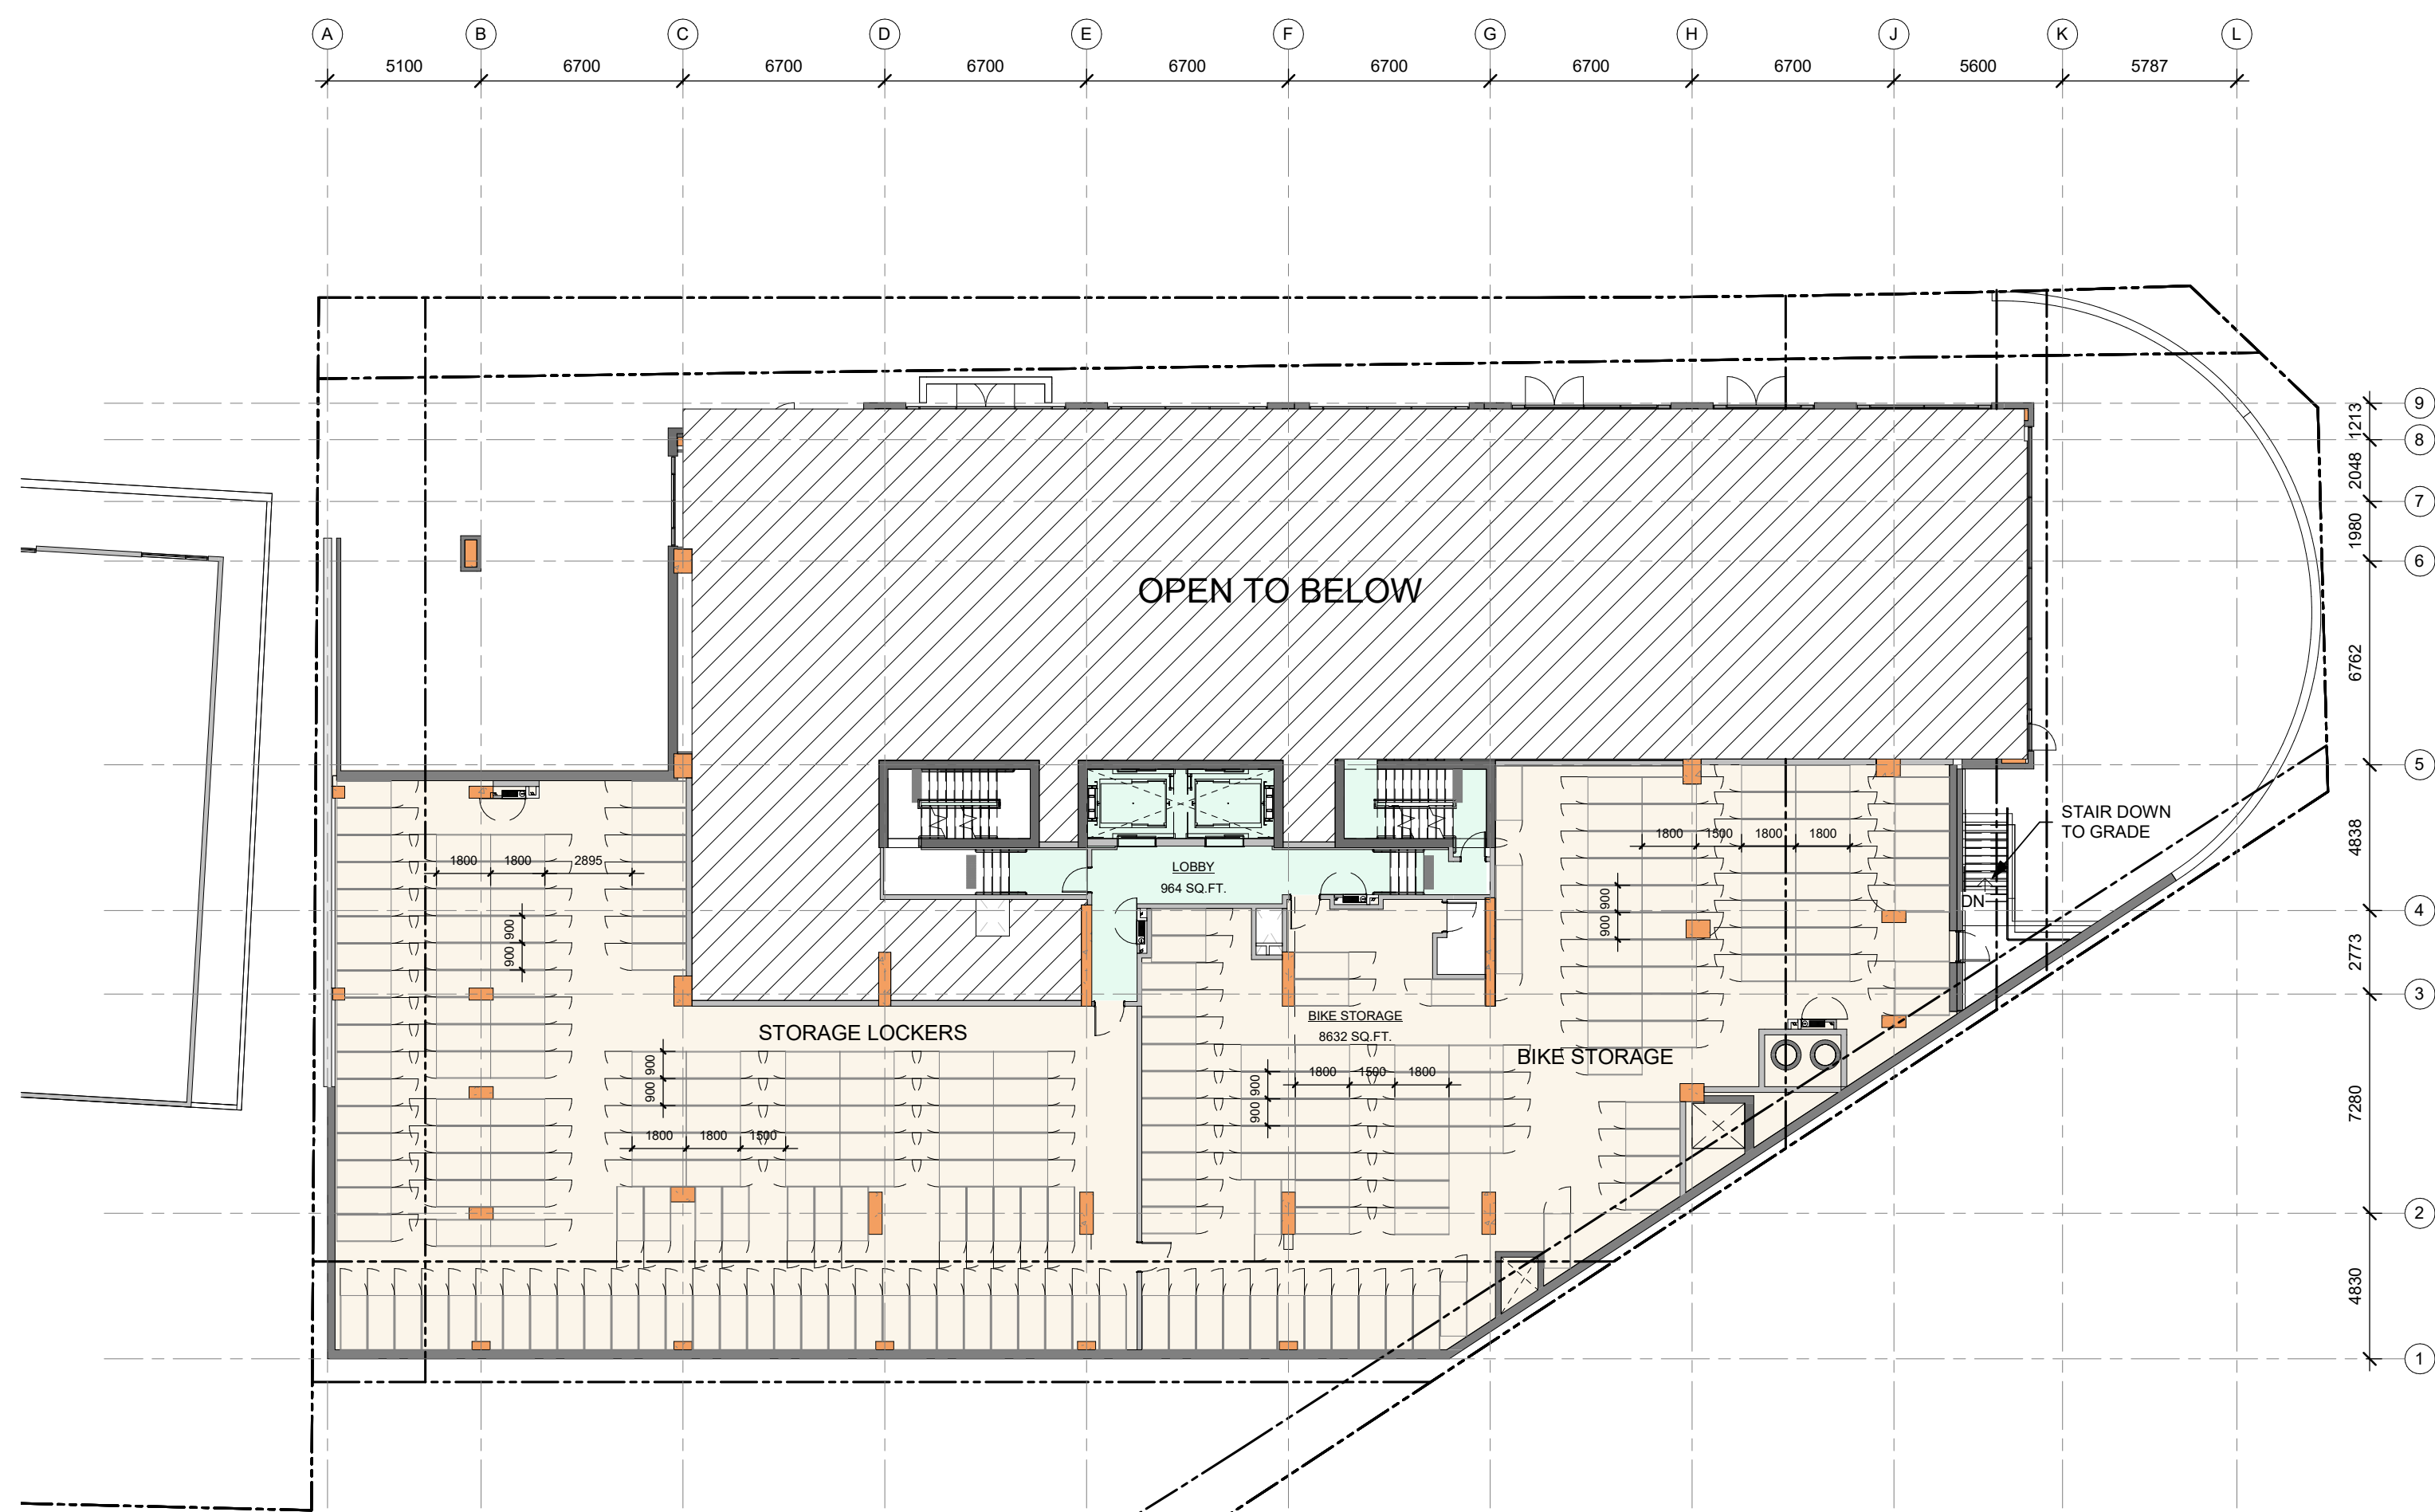 A B C D E F G H J K L
5100 6700 6700 6700 6700 6700 6700 6700 5600 5787
9
1213
8
2048
7
1980
6
OPEN TO BELOW
6762
5
STAIR DOWN
TO GRADE
1800 1500 1800 1800
4838
1800 1800 2895
LOBBY
964 SQ.FT.
900
900
DN
900
900
4
2773
3
STORAGE LOCKERS
BIKE STORAGE
8632 SQ.FT.
BIKE STORAGE
900
900
1800 1500 1800
900
900
7280
1800 1800 1500
2
4830
1